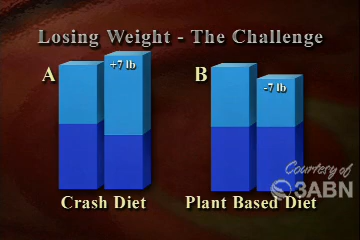 Losing Weight - The Challenge
A
+7 lb
B
-7 lb
Courtesy of
3ABN
Crash Diet
Plant Based Diet